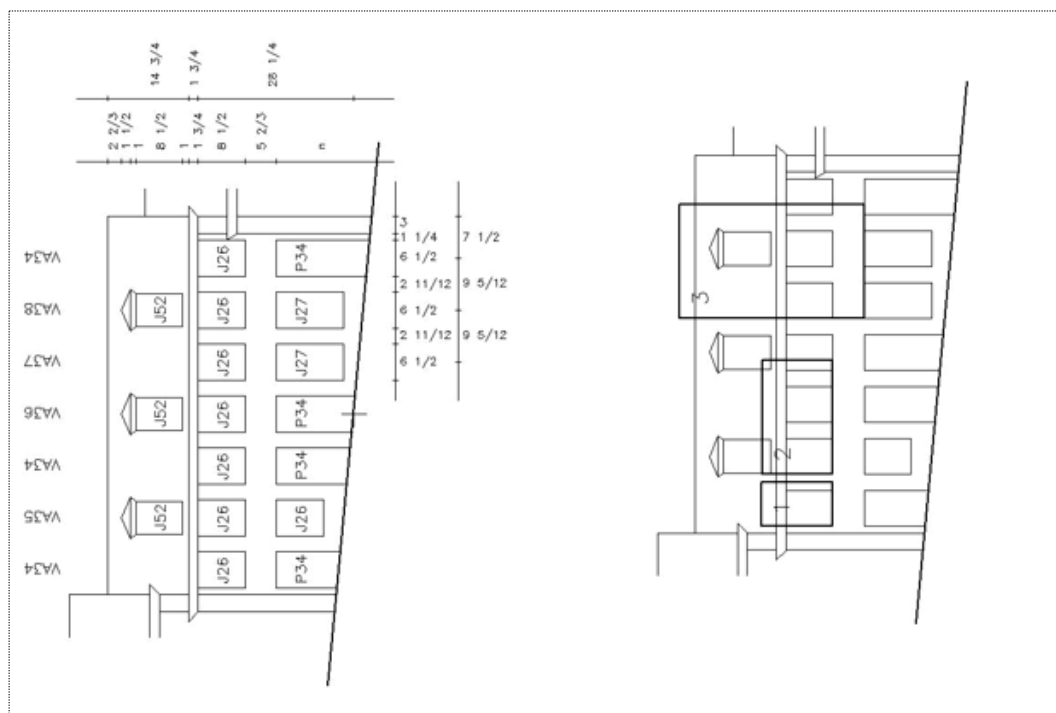 14 3/4 1 3/4 28 1/4
2 2/3 1 1/2 1 8 1/2 1 1 3/4 8 1/2 5 2/3 n
3
1 1/4 7 1/2
VA34 J26 P34 6 1/2
2 11/12 9 5/12
VA38 J52 J26 J27 6 1/2
2 11/12 9 5/12
VA37 J26 J27 6 1/2
VA36 J52 J26 P34
VA34 J26 P34
VA35 J52 J26 J26
VA34 J26 P34
3
2
1